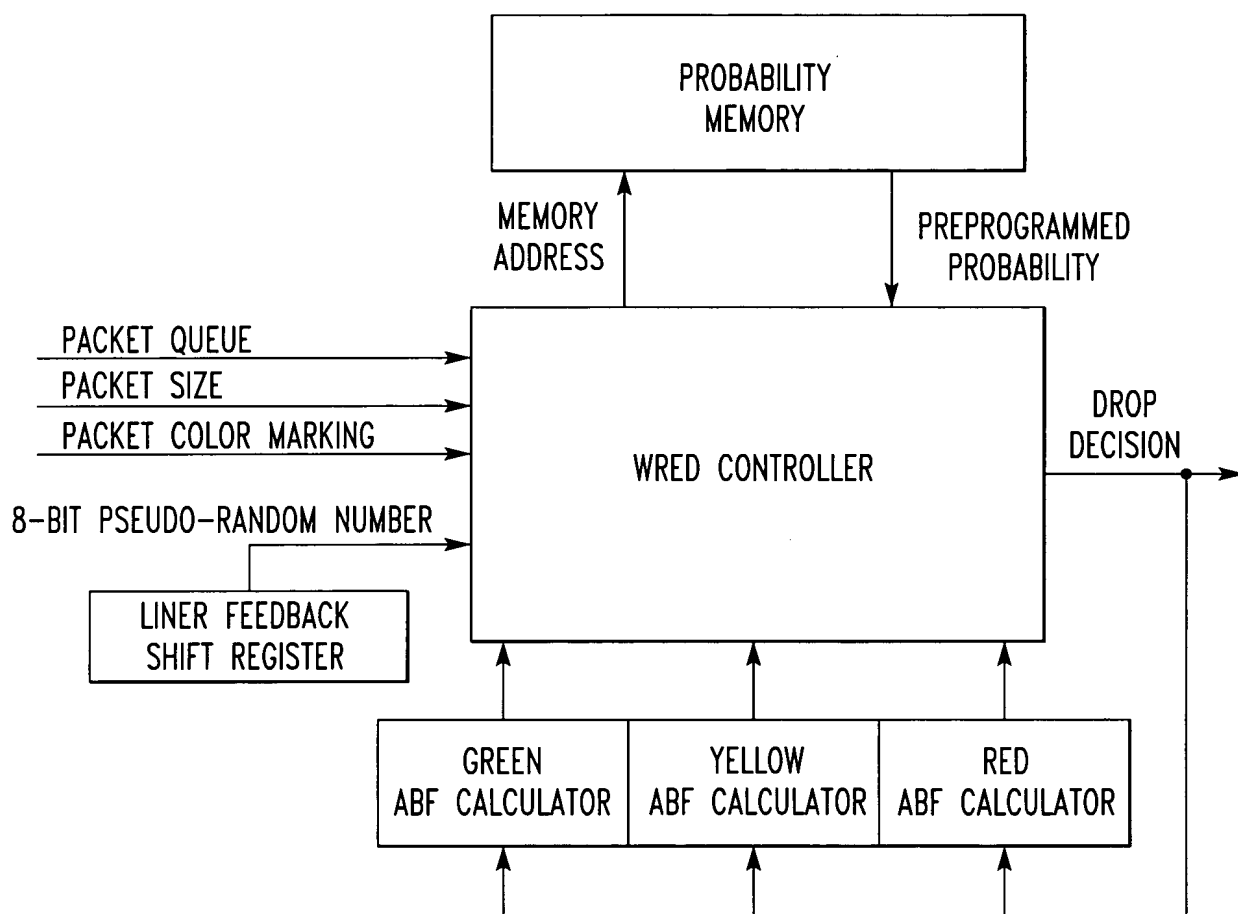 PROBABILITY
MEMORY
MEMORY
ADDRESS
PREPROGRAMMED
PROBABILITY
PACKET QUEUE
PACKET SIZE
PACKET COLOR MARKING
8-BIT PSEUDO-RANDOM NUMBER
LINER FEEDBACK
SHIFT REGISTER
WRED CONTROLLER
DROP
DECISION
GREEN
ABF CALCULATOR
YELLOW
ABF CALCULATOR
RED
ABF CALCULATOR